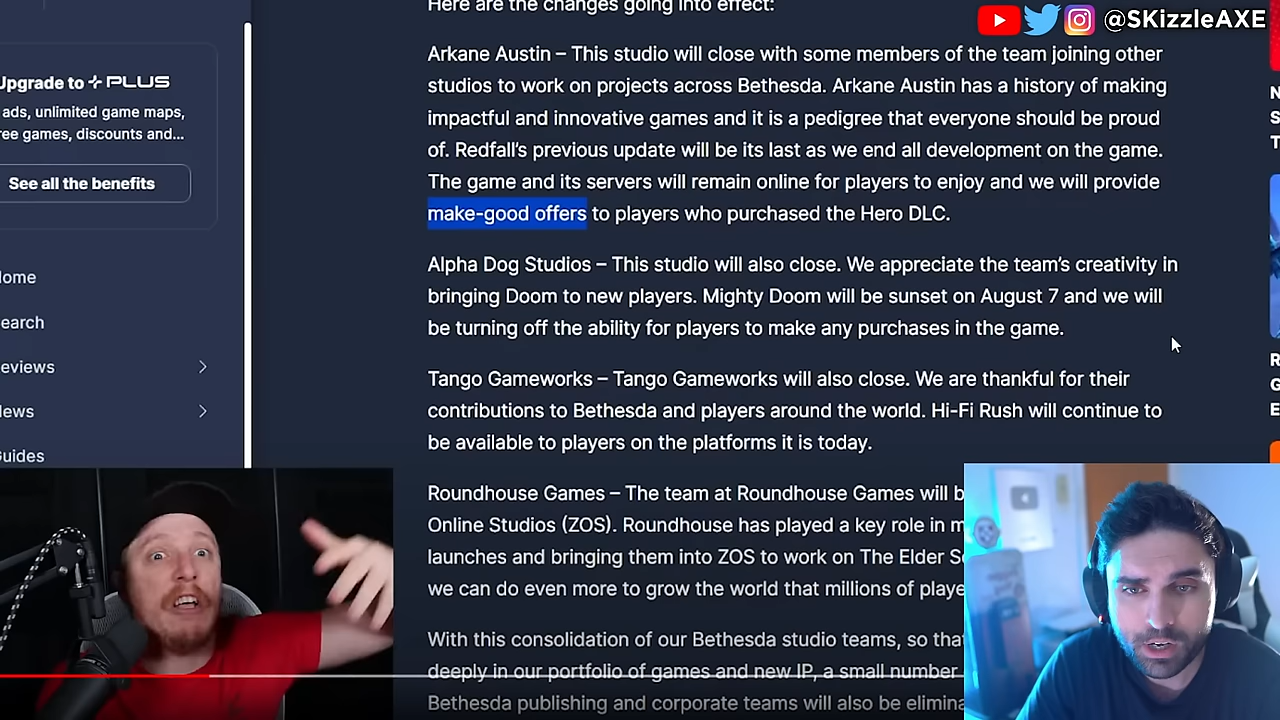 Here are the changes going into effect:
@SKizzleAXE
Arkane Austin – This studio will close with some members of the team joining other
studios to work on projects across Bethesda. Arkane Austin has a history of making
impactful and innovative games and it is a pedigree that everyone should be proud
of. Redfall's previous update will be its last as we end all development on the game.
The game and its servers will remain online for players to enjoy and we will provide
make-good offers to players who purchased the Hero DLC.
Alpha Dog Studios – This studio will also close. We appreciate the team's creativity in
bringing Doom to new players. Mighty Doom will be sunset on August 7 and we will
be turning off the ability for players to make any purchases in the game.
Tango Gameworks – Tango Gameworks will also close. We are thankful for their
contributions to Bethesda and players around the world. Hi-Fi Rush will continue to
be available to players on the platforms it is today.
Roundhouse Games – The team at Roundhouse Games will b
Online Studios (ZOS). Roundhouse has played a key role in m
launches and bringing them into ZOS to work on The Elder S
we can do even more to grow the world that millions of playe
With this consolidation of our Bethesda studio teams, so tha
deeply in our portfolio of games and new IP, a small number
Bethesda publishing and corporate teams will also be elimina
Upgrade to PLUS
ads, unlimited game maps,
ree games, discounts and...
See all the benefits
ome
earch
eviews
ews
uides
N
S
T
R
G
E